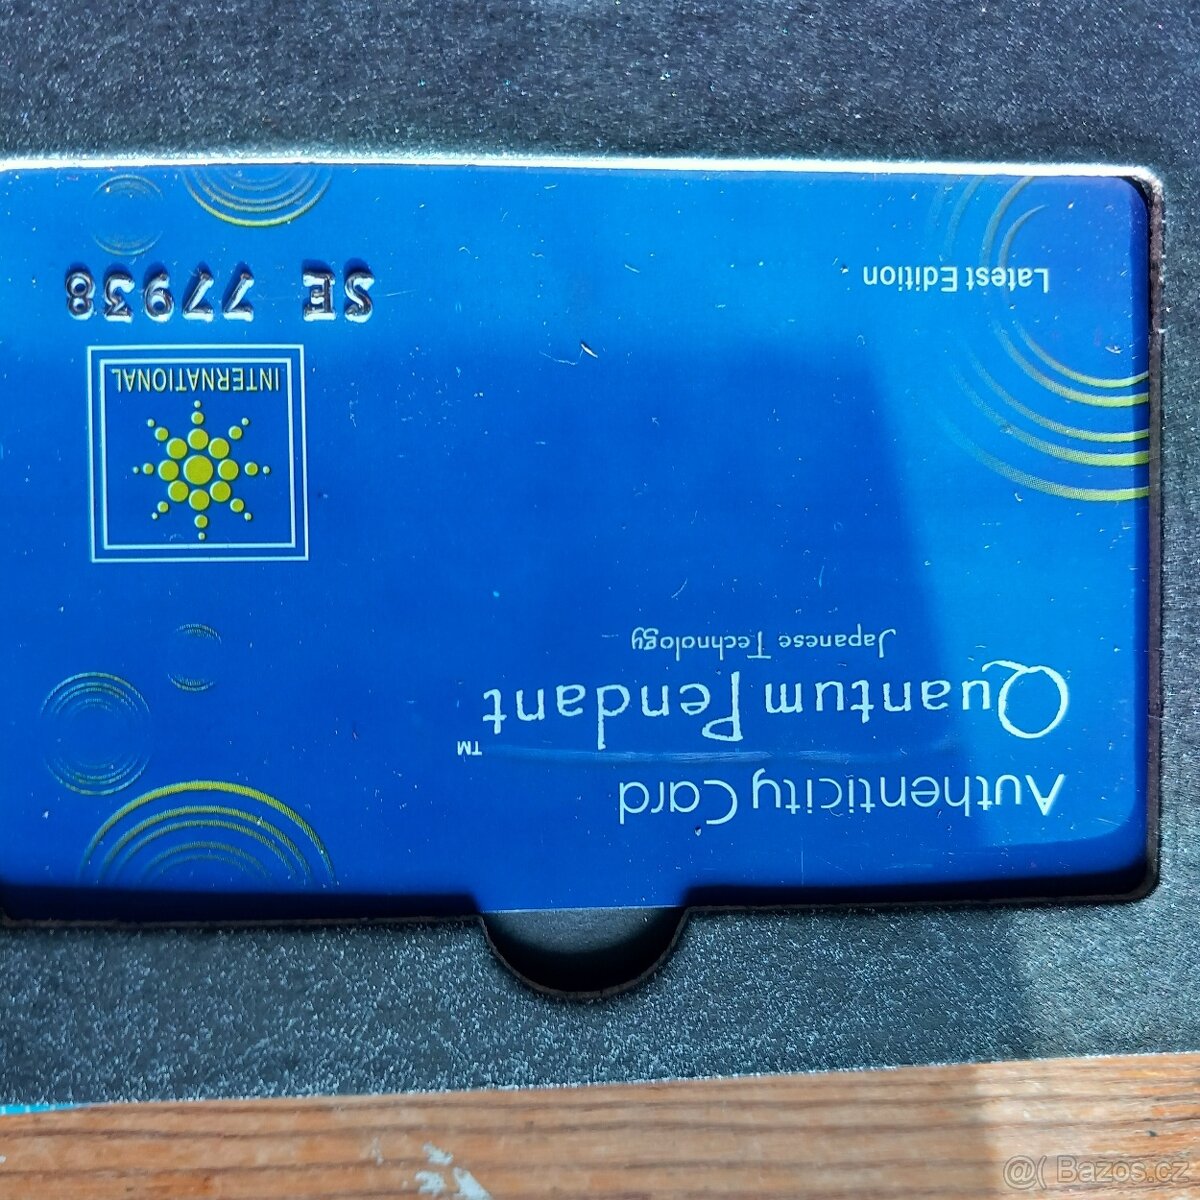 Authenticity Card
Quantum Pendant™
Japanese Technology
INTERNATIONAL
Latest Edition
SE 77938
@( Bazos.cz